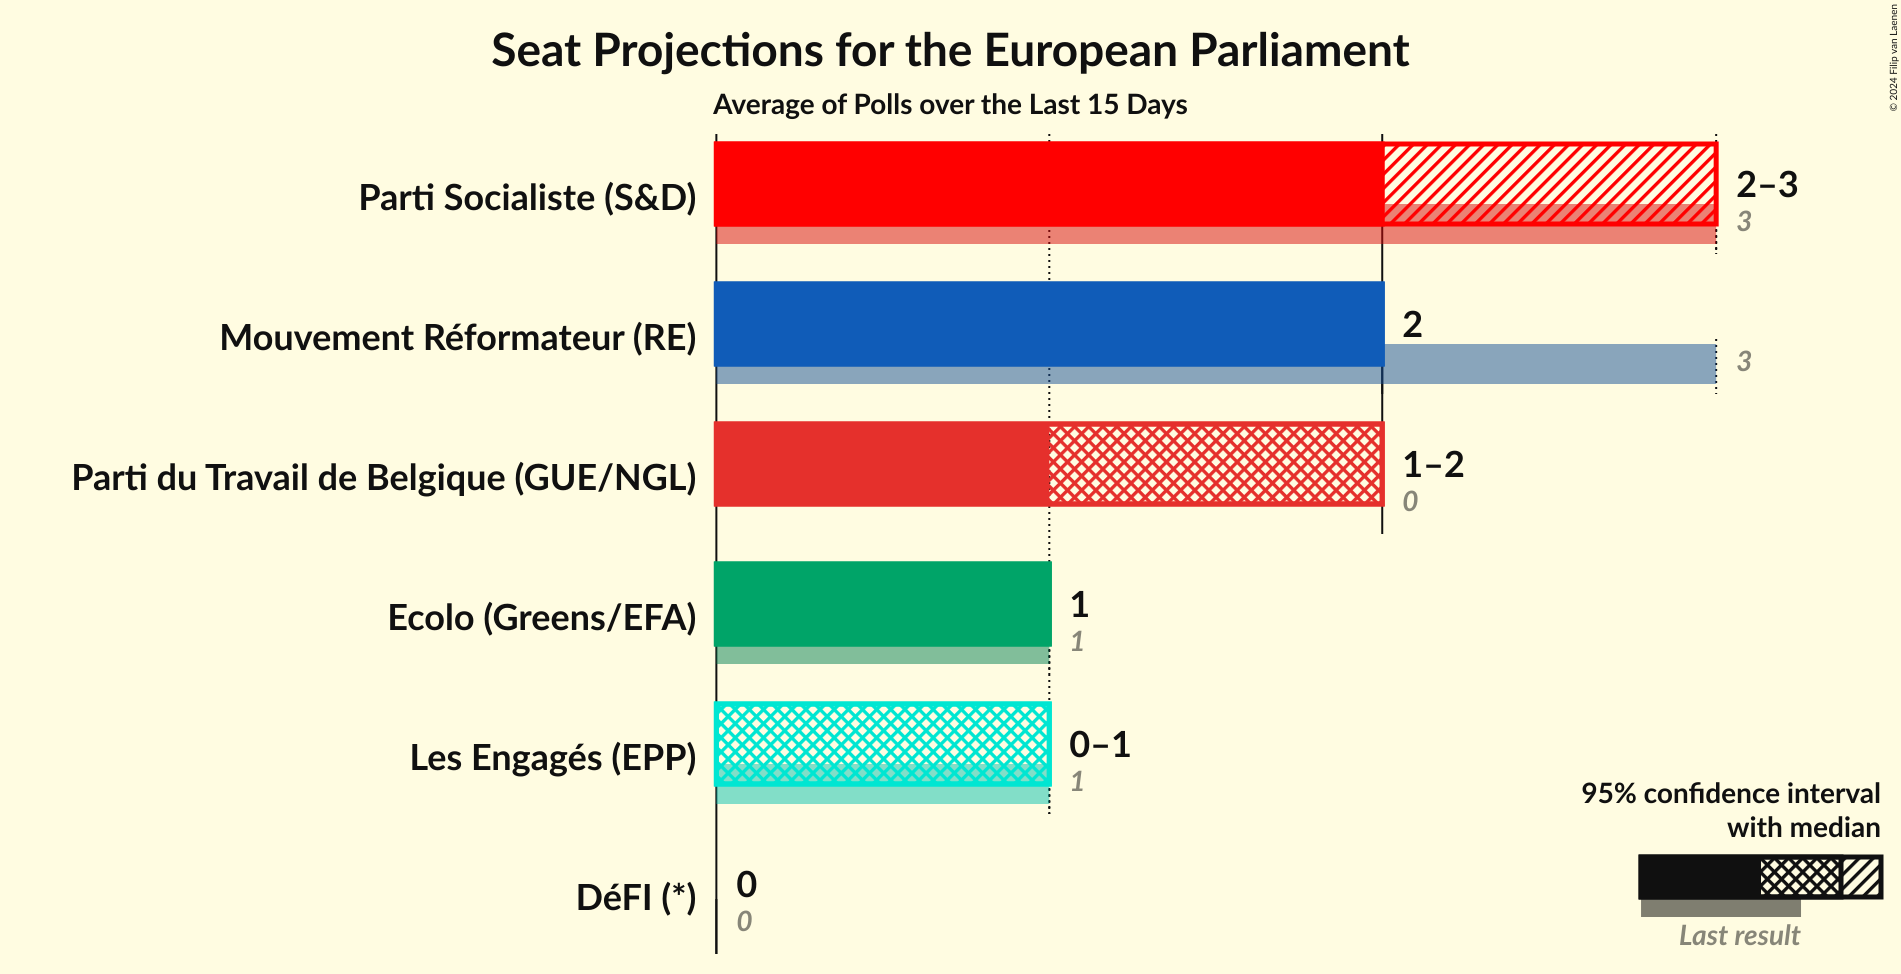 Seat Projections for the European Parliament
Average of Polls over the Last 15 Days
© 2024 Filip van Laenen
Parti Socialiste (S&D)
2–3
3
Mouvement Réformateur (RE)
2
3
Parti du Travail de Belgique (GUE/NGL)
1–2
0
Ecolo (Greens/EFA)
1
1
Les Engagés (EPP)
0–1
1
DéFI (*)
0
0
95% confidence interval
with median
Last result